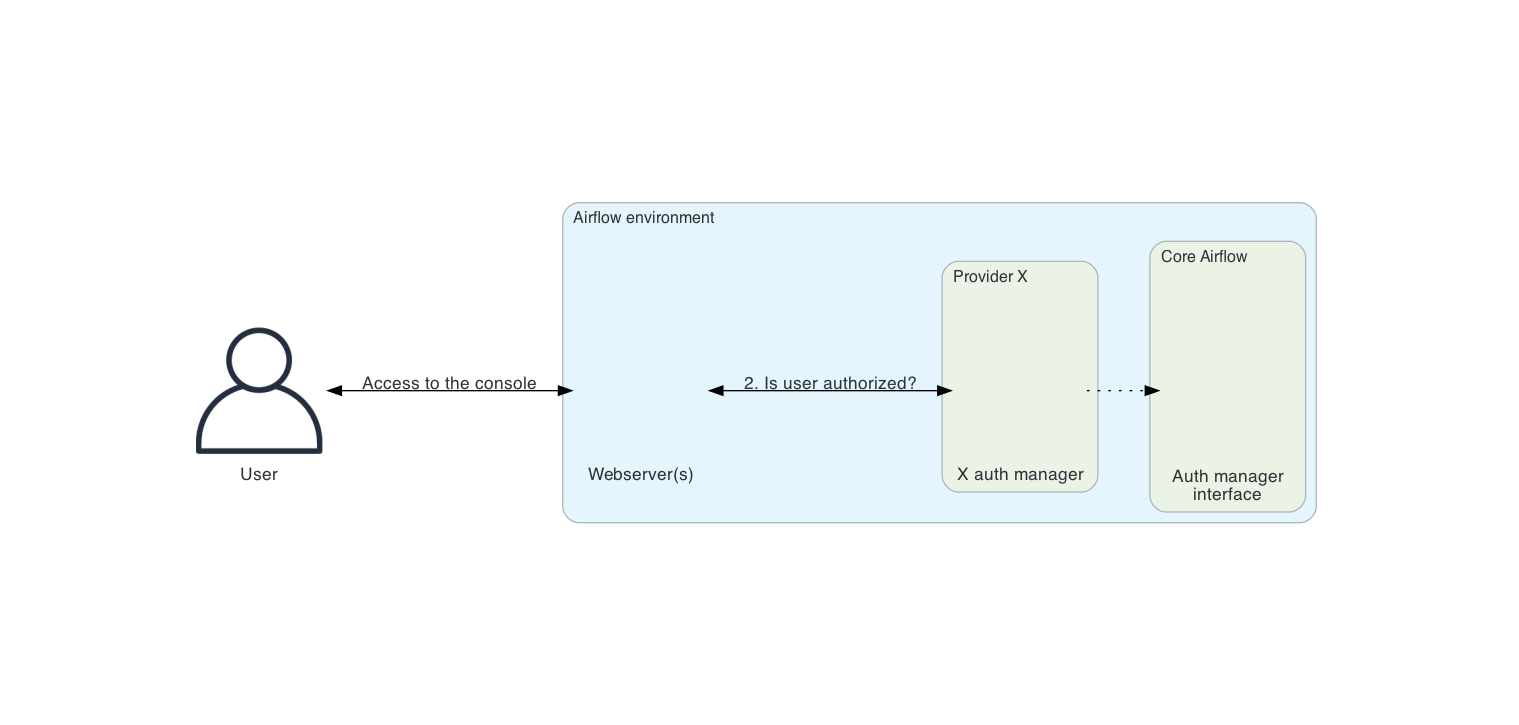 Airflow environment
Core Airflow
Provider X
Access to the console
2. Is user authorized?
User
Webserver(s)
X auth manager
Auth manager
interface